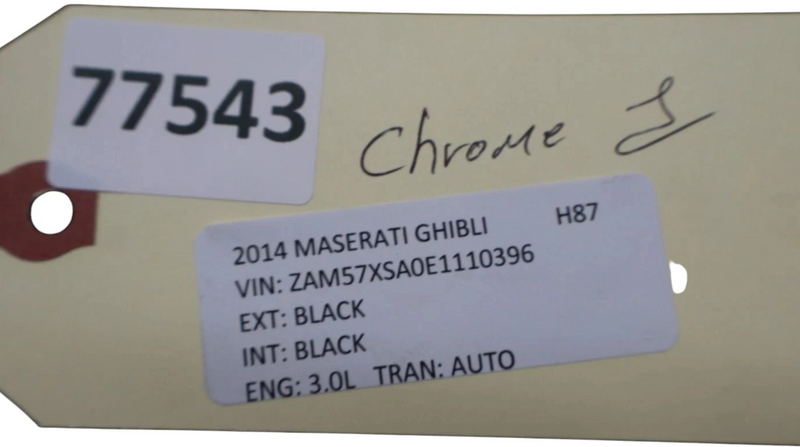 77543
Chrome
2014 MASERATI GHIBLI H87
VIN: ZAM57XSA0E1110396
EXT: BLACK
INT: BLACK
ENG: 3.0L TRAN: AUTO